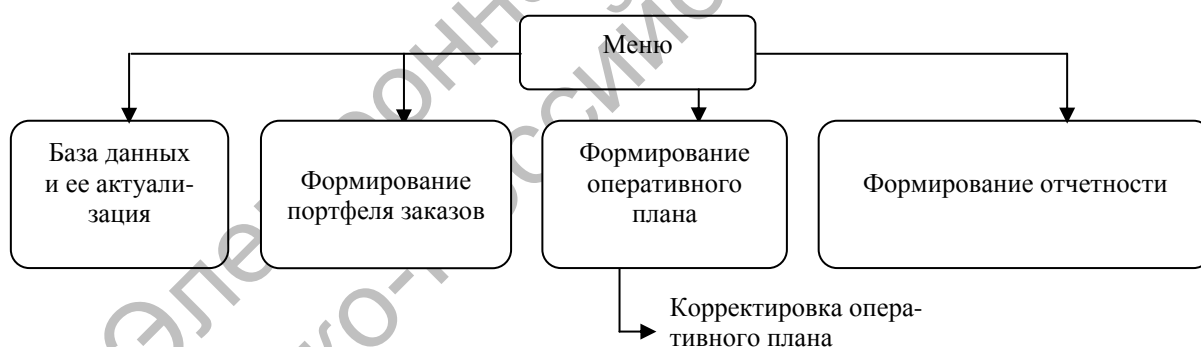 Меню
База данных
и ее актуали-
зация
Формирование
портфеля заказов
Формирование
оперативного
плана
Формирование отчетности
Корректировка опера-
тивного плана